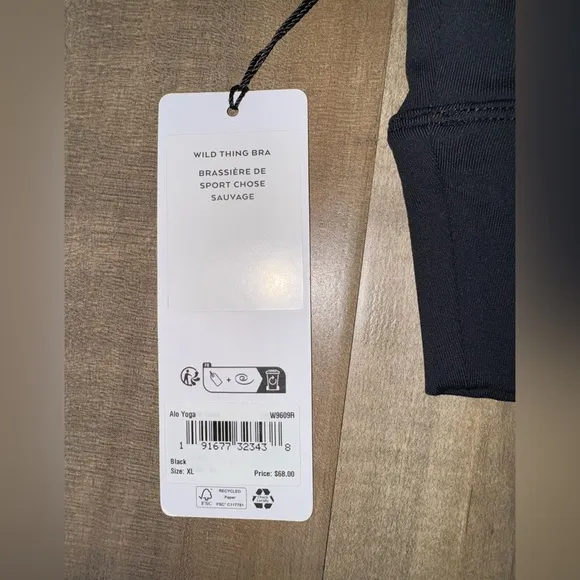 WILD THING BRA
BRASSIÈRE DE
SPORT CHOSE
SAUVAGE
FR
+
Alo Yoga W9609R
1 91677 32343 8
Black
Size: XL Price: $68.00
FSC
RECYCLED
Paper